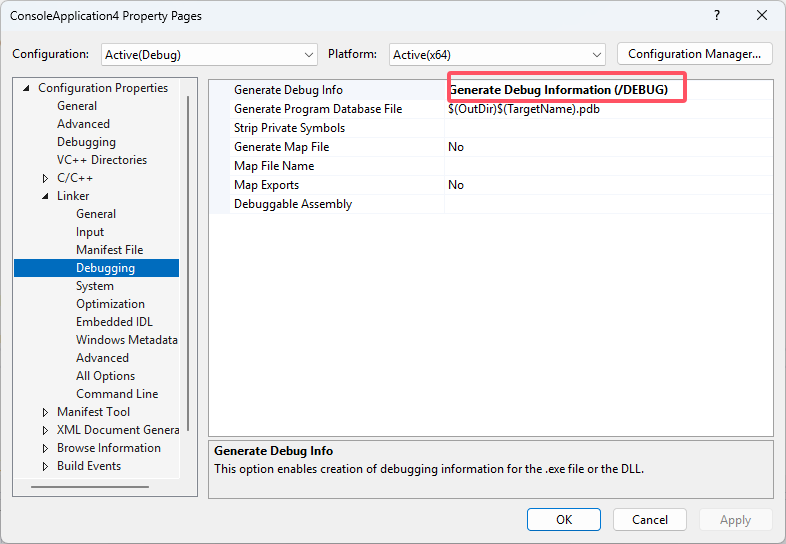 ConsoleApplication4 Property Pages
?
Configuration: Active(Debug) Platform: Active(x64) Configuration Manager...
Configuration Properties
General
Advanced
Debugging
VC++ Directories
C/C++
Linker
General
Input
Manifest File
Debugging
System
Optimization
Embedded IDL
Windows Metadata
Advanced
All Options
Command Line
Manifest Tool
XML Document Genera
Browse Information
Build Events
Generate Debug Info Generate Debug Information (/DEBUG)
Generate Program Database File $(OutDir)$(TargetName).pdb
Strip Private Symbols
Generate Map File No
Map File Name
Map Exports No
Debuggable Assembly
Generate Debug Info
This option enables creation of debugging information for the .exe file or the DLL.
OK Cancel Apply